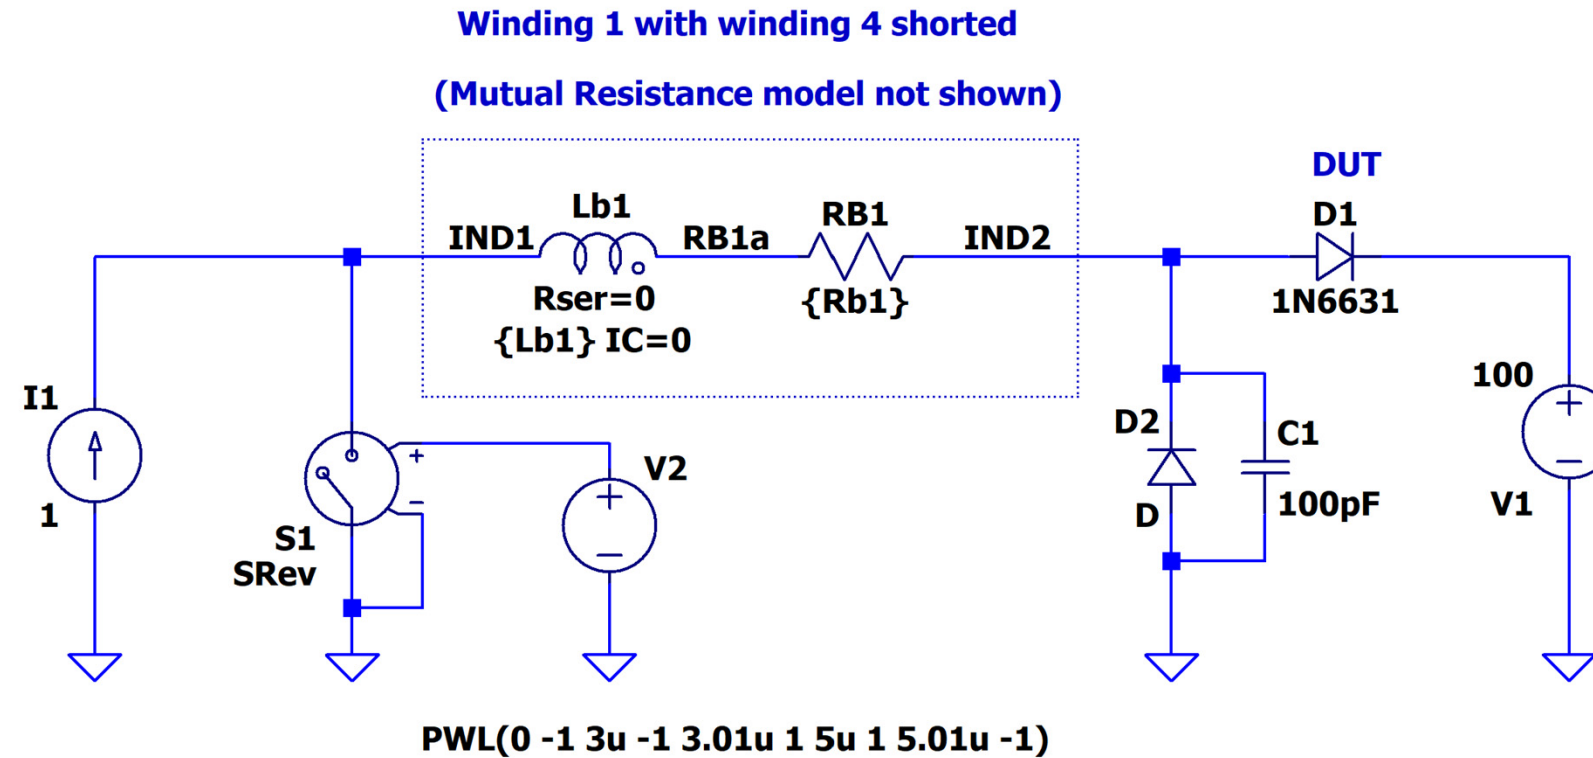 Winding 1 with winding 4 shorted
(Mutual Resistance model not shown)
DUT
Lb1
RB1
D1
IND1
RB1a
IND2
Rser=0
{Rb1}
1N6631
{Lb1} IC=0
I1
100
D2
C1
+
+
V2
+
-
-
1
S1
D
100pF
V1
-
SRev
PWL(0 -1 3u -1 3.01u 1 5u 1 5.01u -1)